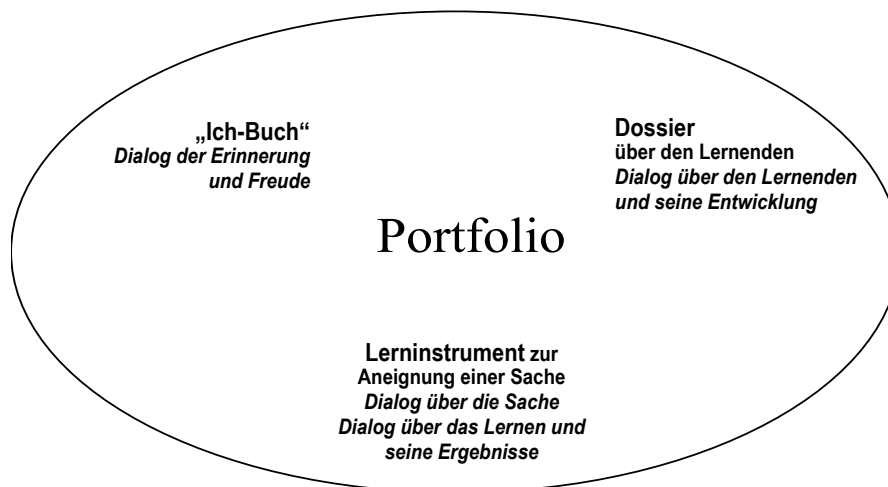 „Ich-Buch“
Dialog der Erinnerung
und Freude
Dossier
über den Lernenden
Dialog über den Lernenden
und seine Entwicklung
Portfolio
Lerninstrument zur
Aneignung einer Sache
Dialog über die Sache
Dialog über das Lernen und
seine Ergebnisse